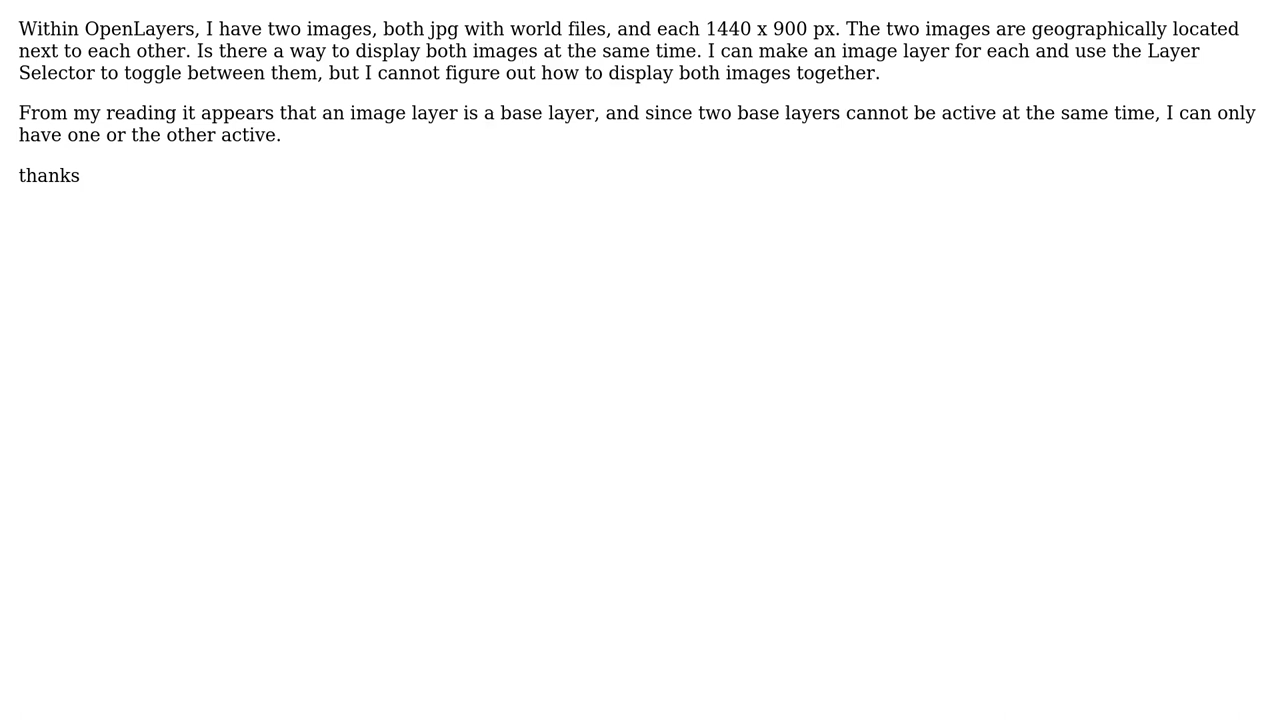 Within OpenLayers, I have two images, both jpg with world files, and each 1440 x 900 px. The two images are geographically located
next to each other. Is there a way to display both images at the same time. I can make an image layer for each and use the Layer
Selector to toggle between them, but I cannot figure out how to display both images together.
From my reading it appears that an image layer is a base layer, and since two base layers cannot be active at the same time, I can only
have one or the other active.
thanks